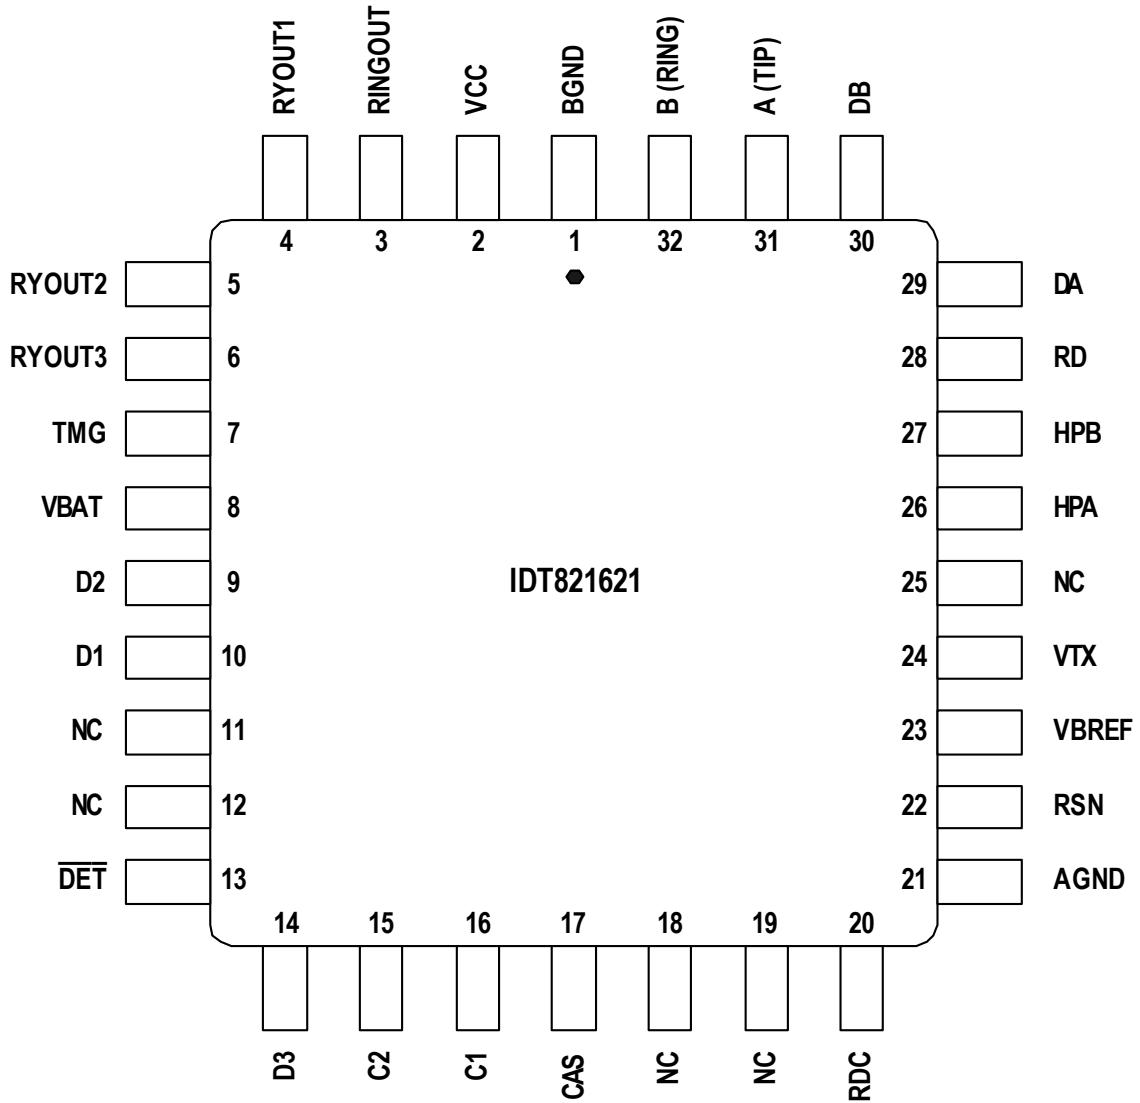 RYOUT1
RINGOUT
VCC
BGND
B (RING)
A (TIP)
DB
4
3
2
1
32
31
30
RYOUT2
5
29
DA
RYOUT3
6
28
RD
TMG
7
27
HPB
VBAT
8
26
HPA
D2
9
IDT821621
25
NC
D1
10
24
VTX
NC
11
23
VBREF
NC
12
22
RSN
D̅E̅T̅
13
21
AGND
14
15
16
17
18
19
20
D3
C2
C1
CAS
NC
NC
RDC